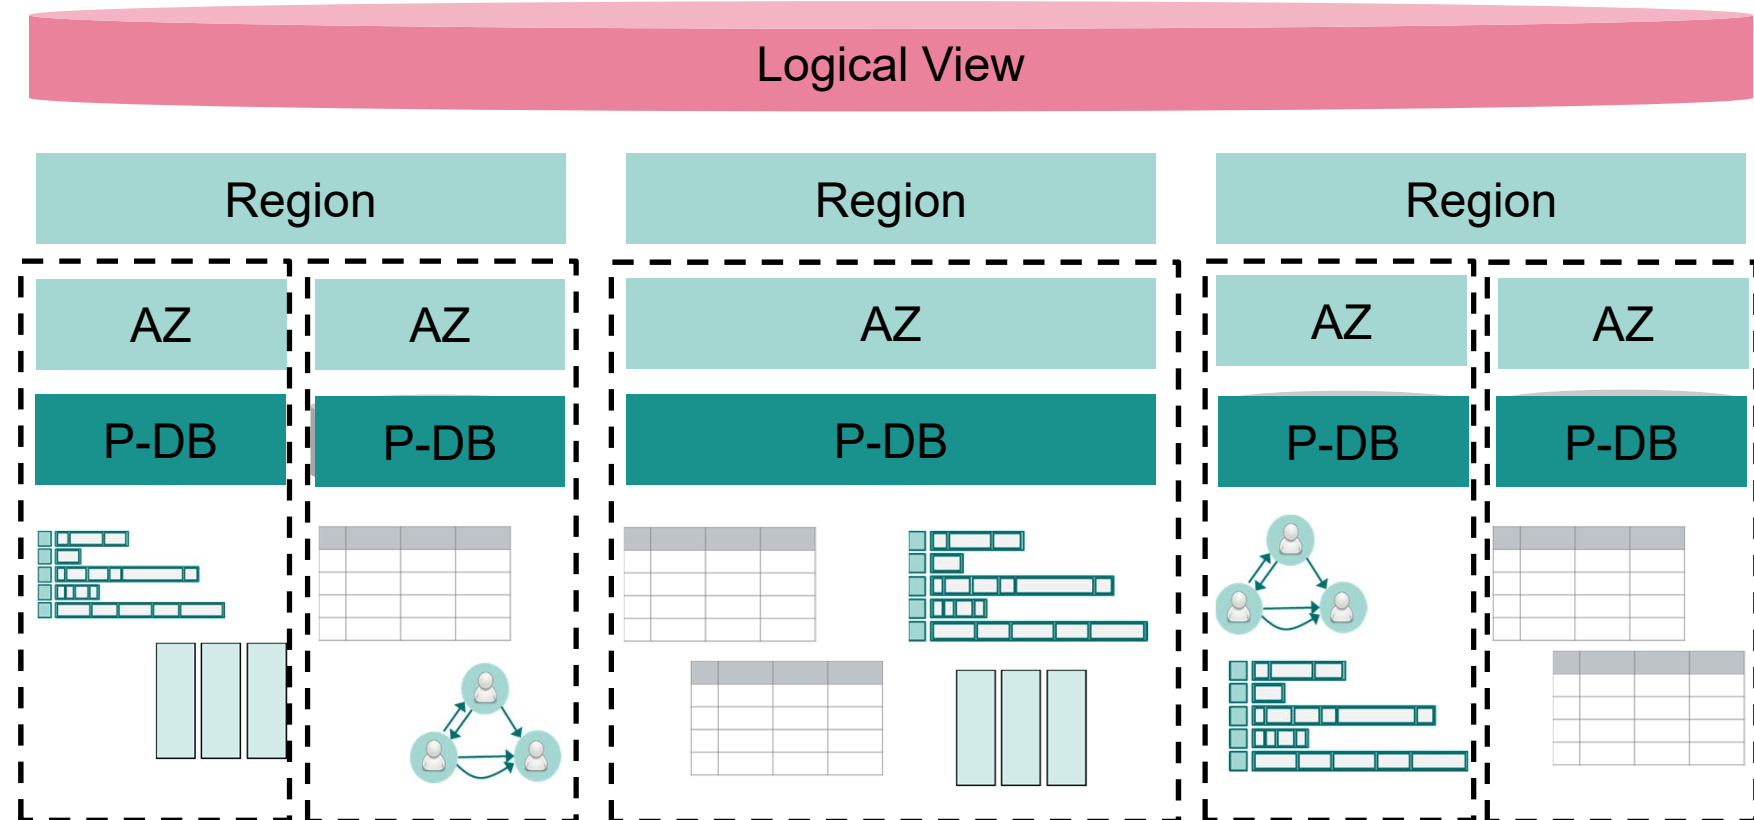 Logical View
Region
Region
Region
AZ
AZ
AZ
AZ
AZ
P-DB
P-DB
P-DB
P-DB
P-DB